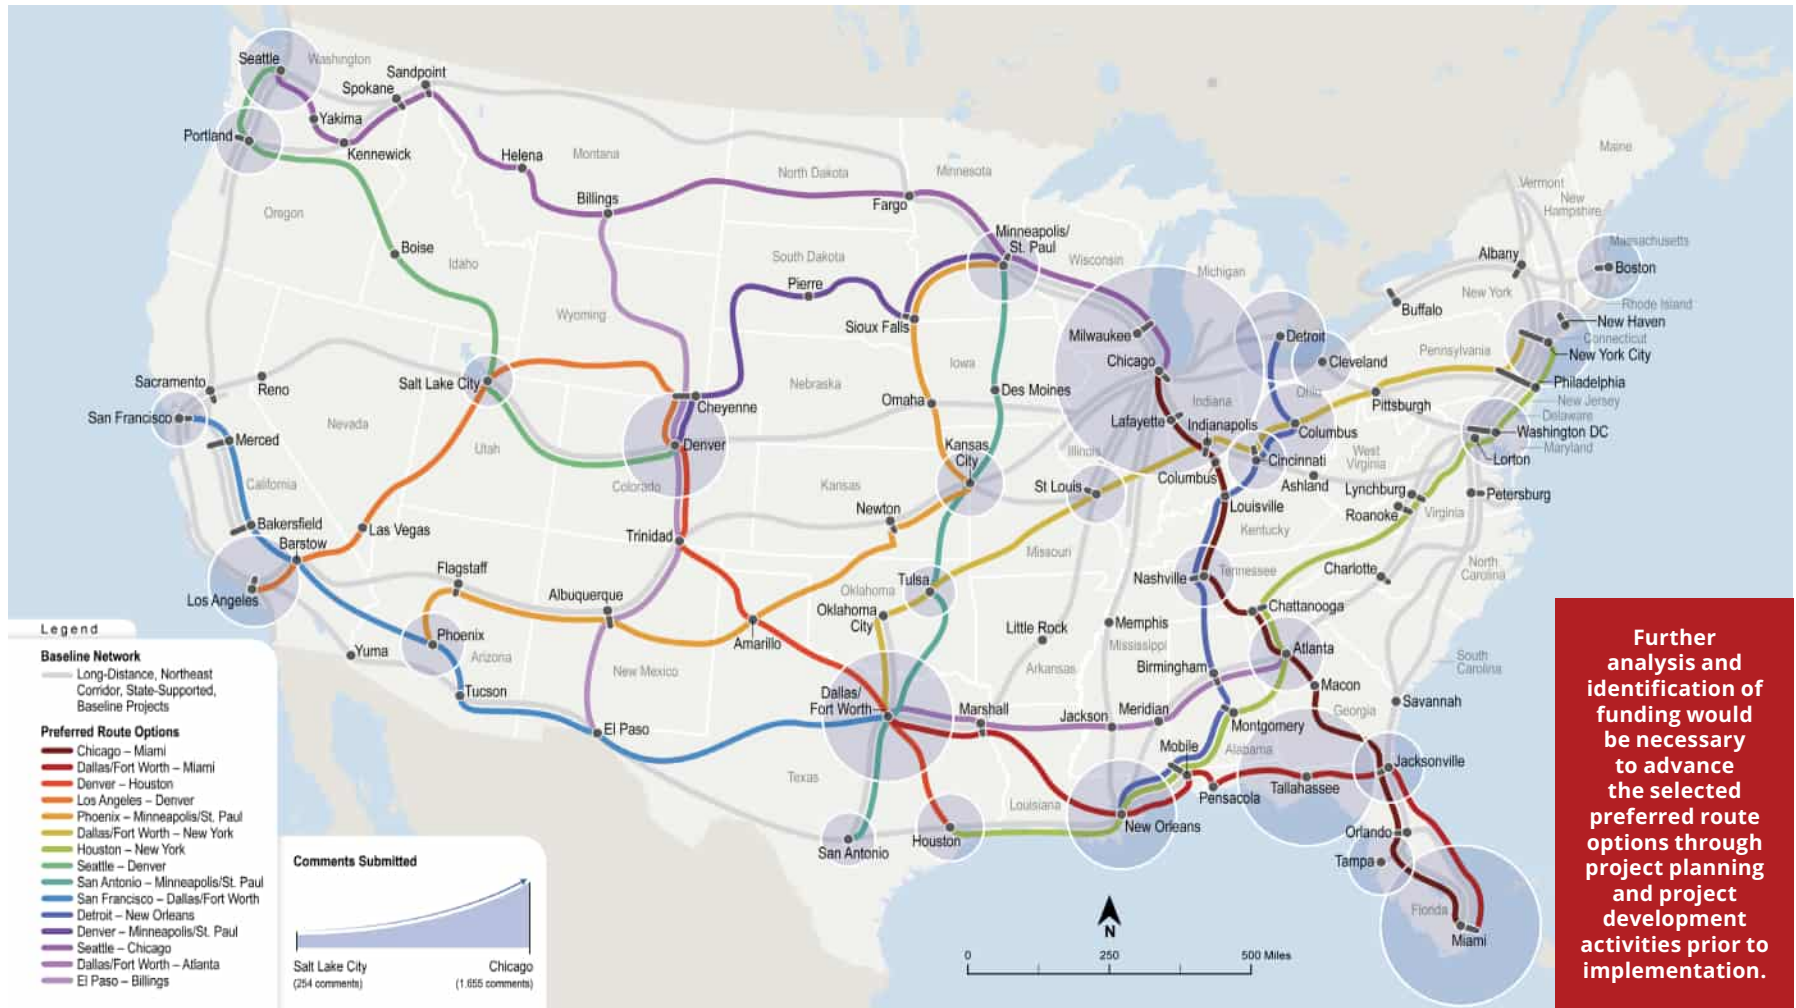 Seattle
Washington
Sandpoint
Spokane
Portland
Yakima
Kennewick
Helena
Montana
North Dakota
Minnesota
Maine
Billings
Fargo
Vermont
New
Hampshire
Oregon
Boise
Idaho
Minneapolis/
St. Paul
Wisconsin
Michigan
Albany
Massachusetts
Boston
South Dakota
Pierre
New York
Buffalo
Rhode Island
Wyoming
Sioux Falls
Milwaukee
Detroit
New Haven
Connecticut
Chicago
Cleveland
Pennsylvania
New York City
Iowa
Sacramento
Reno
Salt Lake City
Nebraska
Des Moines
Philadelphia
Ohio
New Jersey
Omaha
Cheyenne
Indiana
Pittsburgh
Delaware
San Francisco
Nevada
Lafayette
Indianapolis
Columbus
Washington DC
Merced
Utah
Denver
Kansas
City
Illinois
Cincinnati
West
Virginia
Maryland
Lorton
California
Colorado
Kansas
St Louis
Columbus
Ashland
Lynchburg
Petersburg
Newton
Louisville
Roanoke
Virginia
Bakersfield
Las Vegas
Kentucky
Barstow
Trinidad
Missouri
Flagstaff
Oklahoma
Tulsa
Nashville
Tennessee
Charlotte
North
Carolina
Los Angeles
Albuquerque
Oklahoma
City
Chattanooga
Little Rock
Memphis
Phoenix
Arizona
Amarillo
Mississippi
Atlanta
South
Carolina
Yuma
New Mexico
Arkansas
Birmingham
Tucson
Dallas/
Fort Worth
Marshall
Jackson
Meridian
Macon
Georgia
Savannah
El Paso
Montgomery
Mobile
Alabama
Jacksonville
Texas
Louisiana
Pensacola
Tallahassee
New Orleans
Houston
San Antonio
Orlando
Tampa
Florida
Miami
Legend
Baseline Network
Long-Distance, Northeast
Corridor, State-Supported,
Baseline Projects
Preferred Route Options
Chicago – Miami
Dallas/Fort Worth – Miami
Denver – Houston
Los Angeles – Denver
Phoenix – Minneapolis/St. Paul
Dallas/Fort Worth – New York
Houston – New York
Seattle – Denver
San Antonio – Minneapolis/St. Paul
San Francisco – Dallas/Fort Worth
Detroit – New Orleans
Denver – Minneapolis/St. Paul
Seattle – Chicago
Dallas/Fort Worth – Atlanta
El Paso – Billings
Comments Submitted
Salt Lake City
(254 comments)
Chicago
(1,655 comments)
N
0 250 500 Miles
Further
analysis and
identification of
funding would
be necessary
to advance
the selected
preferred route
options through
project planning
and project
development
activities prior to
implementation.